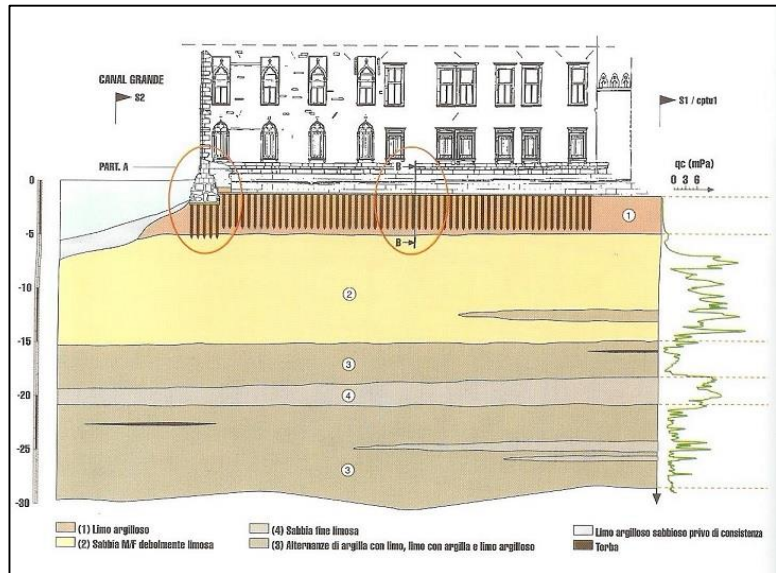 CANAL GRANDE
S2
S1 / cptu1
PART. A
B
qc (mPa)
0 3 6
0
1
-5
B
-10
2
-15
3
4
-20
-25
3
-30
(1) Limo argilloso
(2) Sabbia M/F debolmente limosa
(4) Sabbia fine limosa
(3) Alternanze di argilla con limo, limo con argilla e limo argilloso
Limo argilloso sabbioso privo di consistenza
Torba